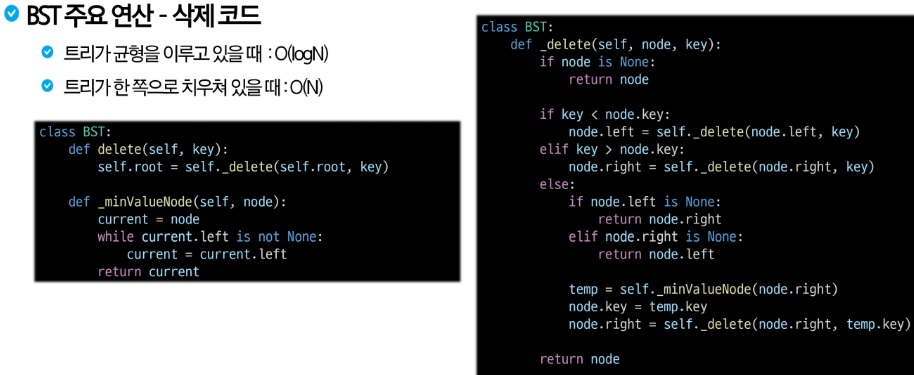 BST 주요 연산 - 삭제 코드
트리가 균형을 이루고 있을 때 : O(logN)
트리가 한 쪽으로 치우쳐 있을 때 : O(N)
class BST:
    def delete(self, key):
        self.root = self._delete(self.root, key)

    def _minValueNode(self, node):
        current = node
        while current.left is not None:
            current = current.left
        return current
class BST:
    def _delete(self, node, key):
        if node is None:
            return node

        if key < node.key:
            node.left = self._delete(node.left, key)
        elif key > node.key:
            node.right = self._delete(node.right, key)
        else:
            if node.left is None:
                return node.right
            elif node.right is None:
                return node.left

            temp = self._minValueNode(node.right)
            node.key = temp.key
            node.right = self._delete(node.right, temp.key)

        return node